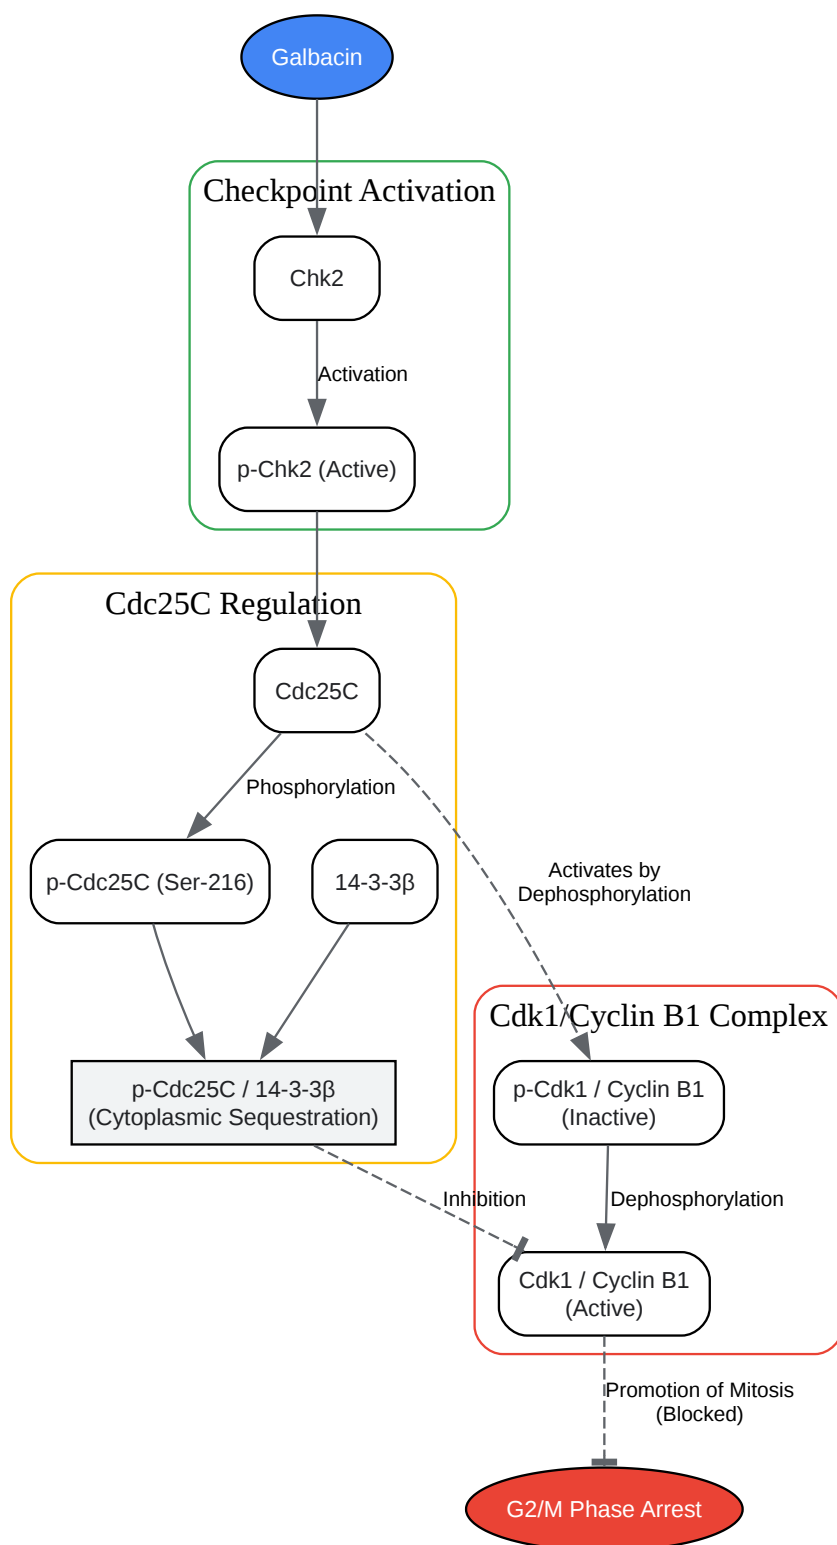 Galbacin
Checkpoint Activation
Chk2
Activation
p-Chk2 (Active)
Cdc25C Regulation
Cdc25C
Phosphorylation
p-Cdc25C (Ser-216)
14-3-3β
Activates by
Dephosphorylation
Cdk1/Cyclin B1 Complex
p-Cdc25C / 14-3-3β
(Cytoplasmic Sequestration)
p-Cdk1 / Cyclin B1
(Inactive)
Inhibition
Dephosphorylation
Cdk1 / Cyclin B1
(Active)
Promotion of Mitosis
(Blocked)
G2/M Phase Arrest